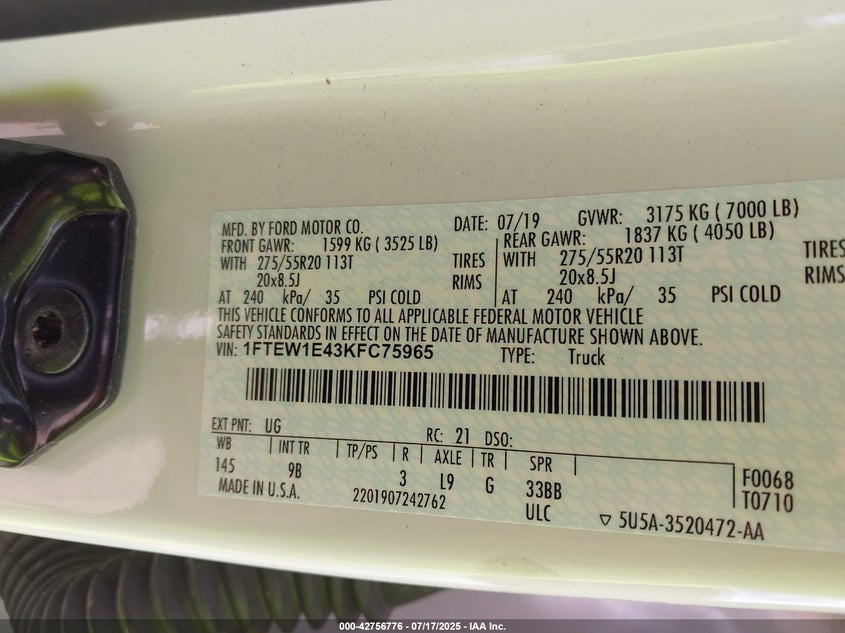 MFD. BY FORD MOTOR CO. DATE: 07/19 GVWR: 3175 KG ( 7000 LB)
FRONT GAWR: 1599 KG ( 3525 LB) REAR GAWR: 1837 KG ( 4050 LB)
WITH 275/55R20 113T TIRES WITH 275/55R20 113T TIRES
20x8.5J RIMS 20x8.5J RIMS
AT 240 kPa/ 35 PSI COLD AT 240 kPa/ 35 PSI COLD
THIS VEHICLE CONFORMS TO ALL APPLICABLE FEDERAL MOTOR VEHICLE
SAFETY STANDARDS IN EFFECT ON THE DATE OF MANUFACTURE SHOWN ABOVE.
VIN: 1FTEW1E43KFC75965 TYPE: Truck
EXT PNT: UG RC: 21 DSO:
WB | INT TR | TP/PS | R | AXLE | TR | SPR |
145 9B 3 L9 G 33BB F0068
MADE IN U.S.A. 2201907242762 ULC T0710
▽ 5U5A-3520472-AA
000-42756776 - 07/17/2025 - IAA Inc.